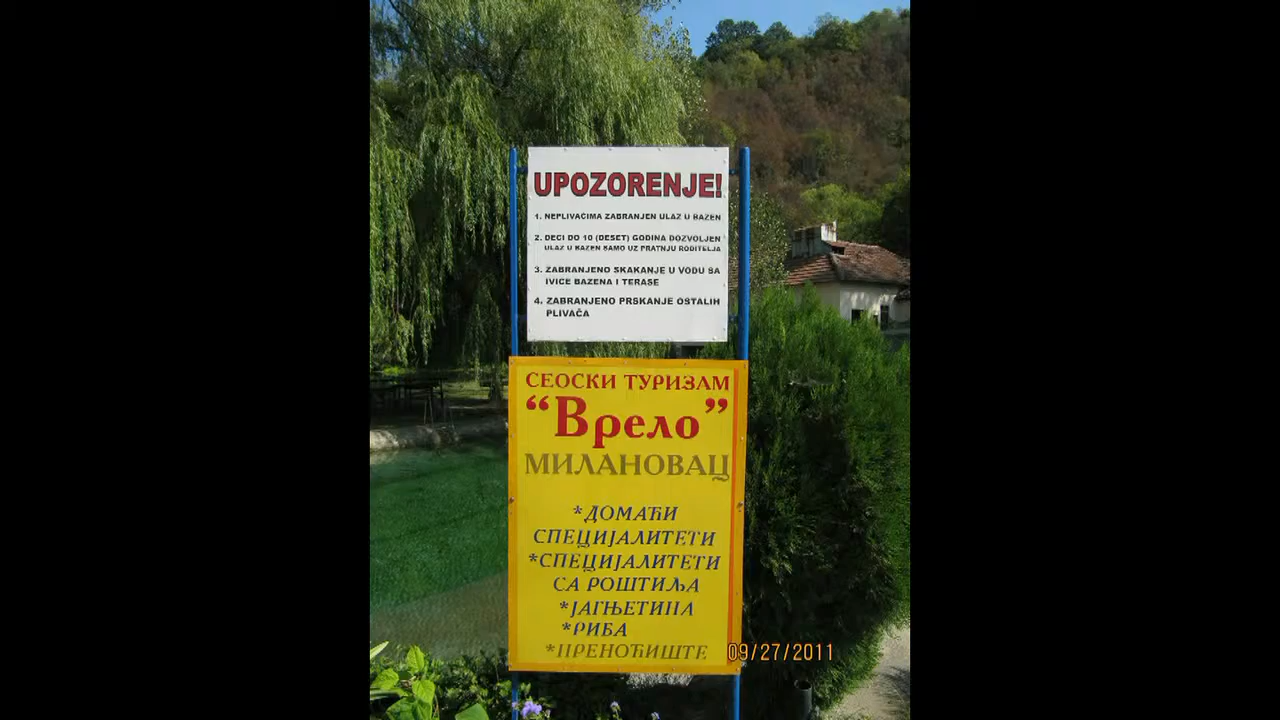 UPOZORENJE!
1. NEPLIVAČIMA ZABRANJEN ULAZ U BAZEN
2. DECI DO 10 (DESET) GODINA DOZVOLJEN
ULAZ U BAZEN SAMO UZ PRATNJU RODITELJA
3. ZABRANJENO SKAKANJE U VODU SA
IVICE BAZENA I TERASE
4. ZABRANJENO PRSKANJE OSTALIH
PLIVAČA
СЕОСКИ ТУРИЗАМ
“Врело”
МИЛАНОВАЦ
*ДОМАЋИ
СПЕЦИЈАЛИТЕТИ
*СПЕЦИЈАЛИТЕТИ
СА РОШТИЉА
*ЈАГЊЕТИНА
*РИБА
*ПРЕНОЋИШТЕ
09/27/2011